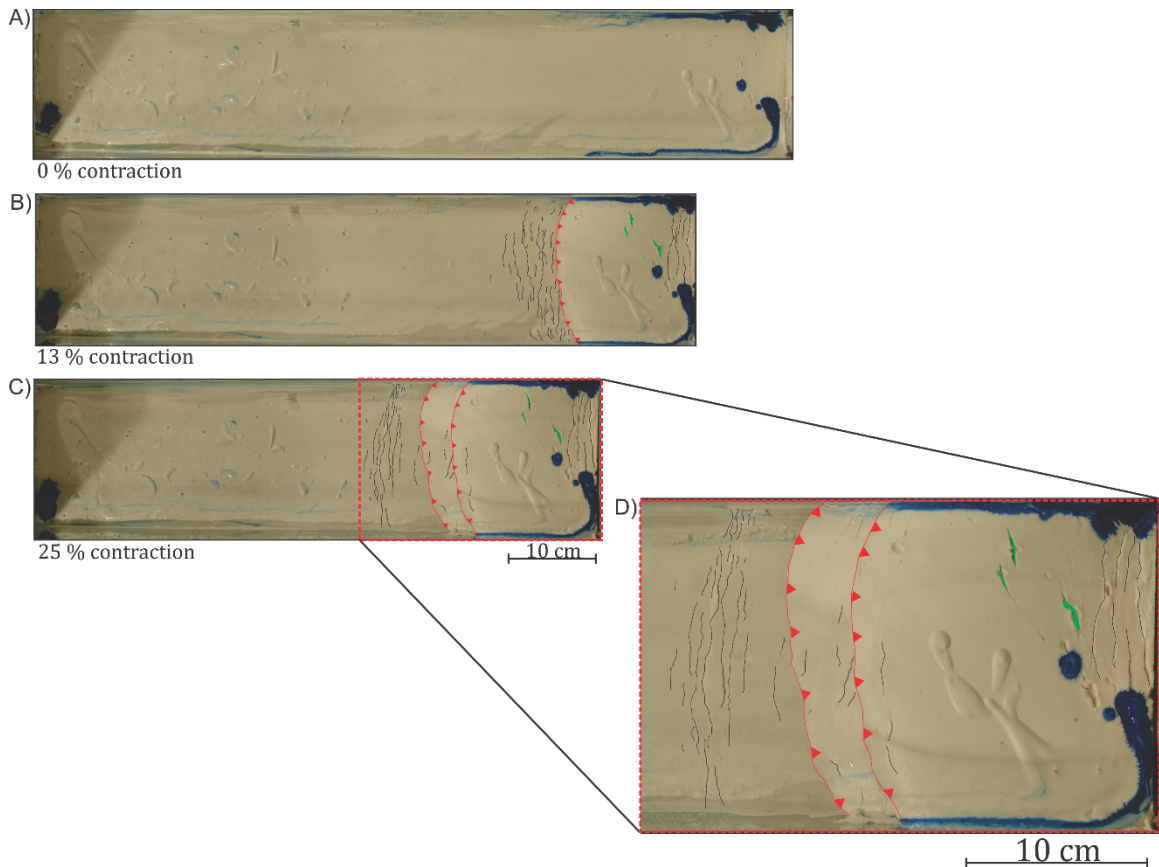 A)
0 % contraction
B)
13 % contraction
C)
25 % contraction
10 cm
D)
10 cm